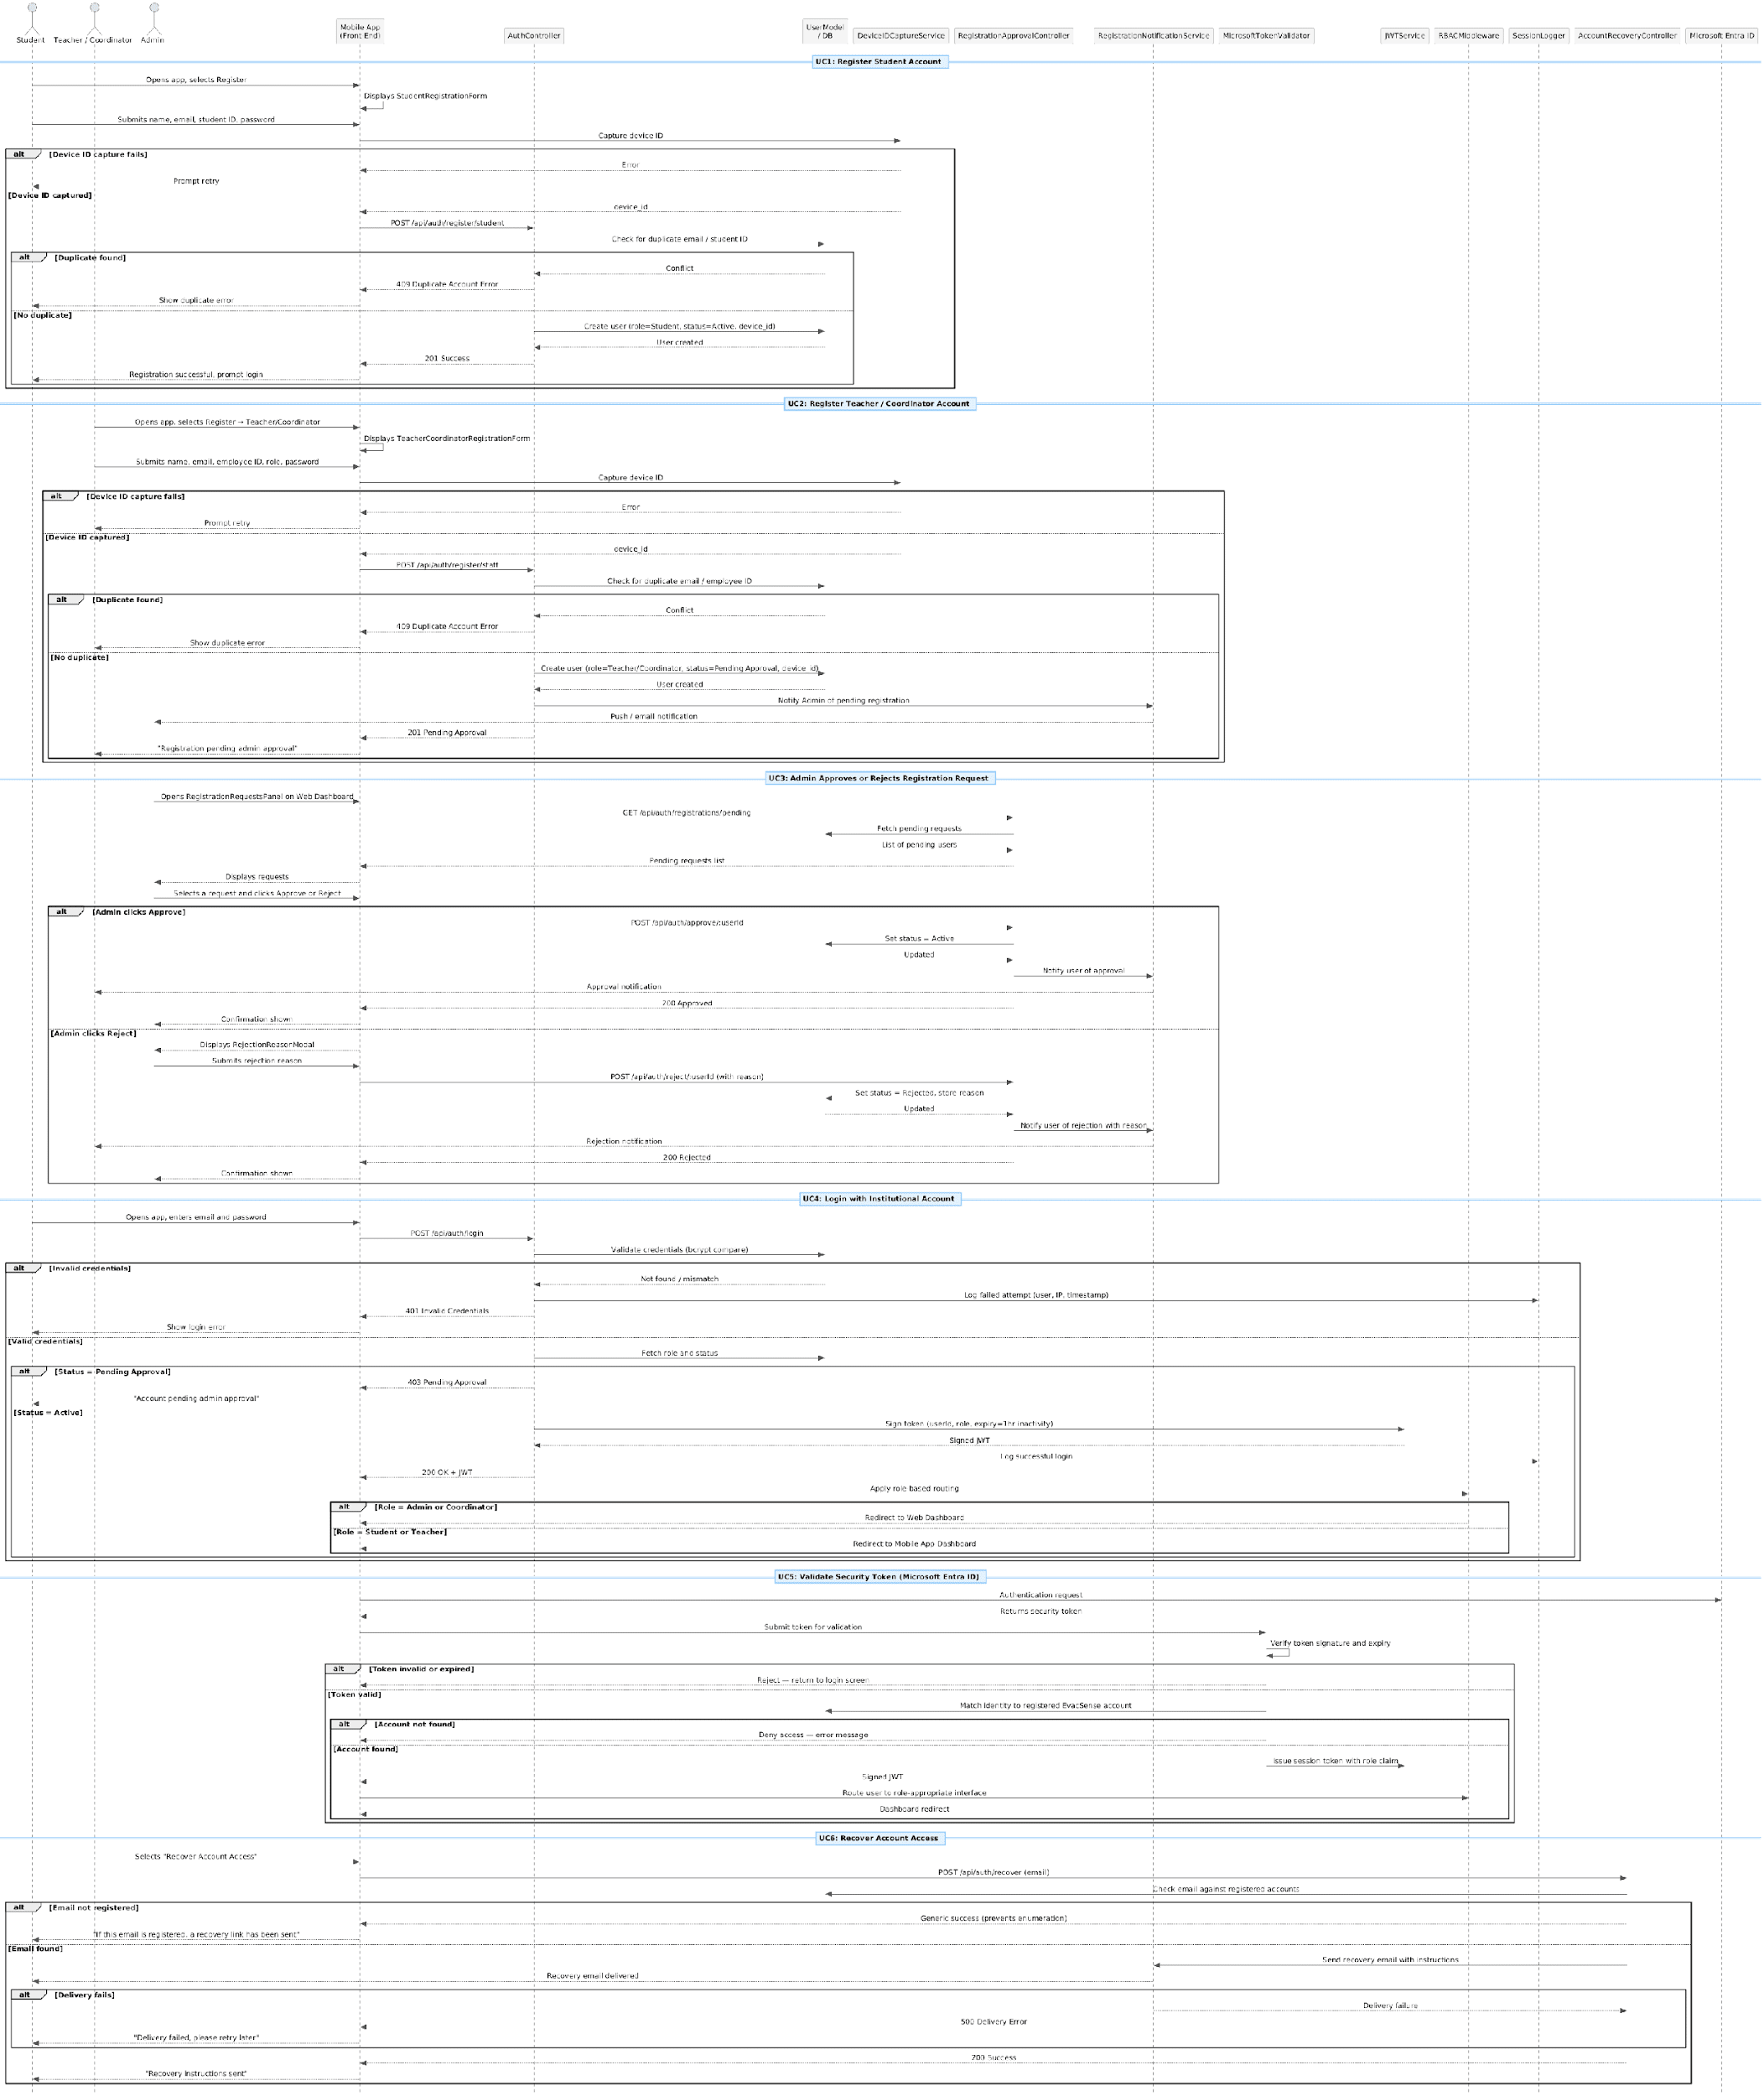 Student
Teacher / Coordinator
Admin
Mobile App
(Front End)
AuthController
UserModel
/ DB
DeviceIDCaptureService
RegistrationApprovalController
RegistrationNotificationService
MicrosoftTokenValidator
JWTService
RBACMiddleware
SessionLogger
AccountRecoveryController
Microsoft Entra ID
UC1: Register Student Account
Opens app, selects Register
Displays StudentRegistrationForm
Submits name, email, student ID, password
Capture device ID
alt [Device ID capture fails]
Error
Prompt retry
[Device ID captured]
device_id
POST /api/auth/register/student
Check for duplicate email / student ID
alt [Duplicate found]
Conflict
409 Duplicate Account Error
Show duplicate error
[No duplicate]
Create user (role=Student, status=Active, device_id)
User created
201 Success
Registration successful, prompt login
UC2: Register Teacher / Coordinator Account
Opens app, selects Register → Teacher/Coordinator
Displays TeacherCoordinatorRegistrationForm
Submits name, email, employee ID, role, password
Capture device ID
alt [Device ID capture fails]
Error
Prompt retry
[Device ID captured]
device_id
POST /api/auth/register/staff
Check for duplicate email / employee ID
alt [Duplicate found]
Conflict
409 Duplicate Account Error
Show duplicate error
[No duplicate]
Create user (role=Teacher/Coordinator, status=Pending Approval, device_id)
User created
Notify Admin of pending registration
Push / email notification
201 Pending Approval
"Registration pending admin approval"
UC3: Admin Approves or Rejects Registration Request
Opens RegistrationRequestsPanel on Web Dashboard
GET /api/auth/registrations/pending
Fetch pending requests
List of pending users
Pending requests list
Displays requests
Selects a request and clicks Approve or Reject
alt [Admin clicks Approve]
POST /api/auth/approve/:userId
Set status = Active
Updated
Notify user of approval
Approval notification
200 Approved
Confirmation shown
[Admin clicks Reject]
Displays RejectionReasonModal
Submits rejection reason
POST /api/auth/reject/:userId (with reason)
Set status = Rejected, store reason
Updated
Notify user of rejection with reason
Rejection notification
200 Rejected
Confirmation shown
UC4: Login with Institutional Account
Opens app, enters email and password
POST /api/auth/login
Validate credentials (bcrypt compare)
alt [Invalid credentials]
Not found / mismatch
Log failed attempt (user, IP, timestamp)
401 Invalid Credentials
Show login error
[Valid credentials]
Fetch role and status
alt [Status = Pending Approval]
403 Pending Approval
"Account pending admin approval"
[Status = Active]
Sign token (userId, role, expiry=1hr inactivity)
Signed JWT
Log successful login
200 OK + JWT
Apply role based routing
alt [Role = Admin or Coordinator]
Redirect to Web Dashboard
[Role = Student or Teacher]
Redirect to Mobile App Dashboard
UC5: Validate Security Token (Microsoft Entra ID)
Authentication request
Returns security token
Submit token for validation
Verify token signature and expiry
alt [Token invalid or expired]
Reject — return to login screen
[Token valid]
Match identity to registered EvacSense account
alt [Account not found]
Deny access — error message
[Account found]
Issue session token with role claim
Signed JWT
Route user to role-appropriate interface
Dashboard redirect
UC6: Recover Account Access
Selects "Recover Account Access"
POST /api/auth/recover (email)
Check email against registered accounts
alt [Email not registered]
Generic success (prevents enumeration)
"If this email is registered, a recovery link has been sent"
[Email found]
Send recovery email with instructions
Recovery email delivered
alt [Delivery fails]
Delivery failure
500 Delivery Error
"Delivery failed, please retry later"
200 Success
"Recovery instructions sent"